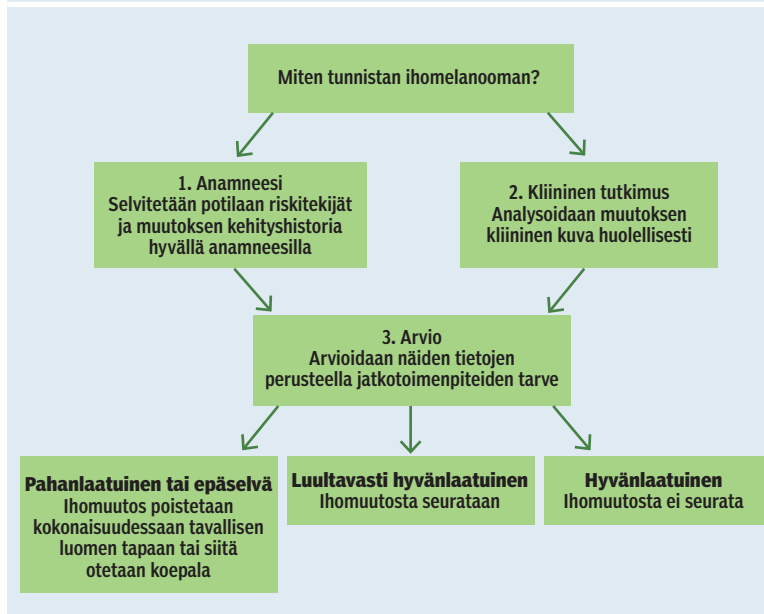 Miten tunnistan ihomelanooman?
1. Anamneesi
Selvitetään potilaan riskitekijät
ja muutoksen kehityshistoria
hyvällä anamneesilla
2. Kliininen tutkimus
Analysoidaan muutoksen
kliininen kuva huolellisesti
3. Arvio
Arvioidaan näiden tietojen
perusteella jatkotoimenpiteiden tarve
Pahanlaatuinen tai epäselvä
Ihomuutos poistetaan
kokonaisuudessaan tavallisen
luomen tapaan tai siitä
otetaan koepala
Luultavasti hyvänlaatuinen
Ihomuutosta seurataan
Hyvänlaatuinen
Ihomuutosta ei seurata